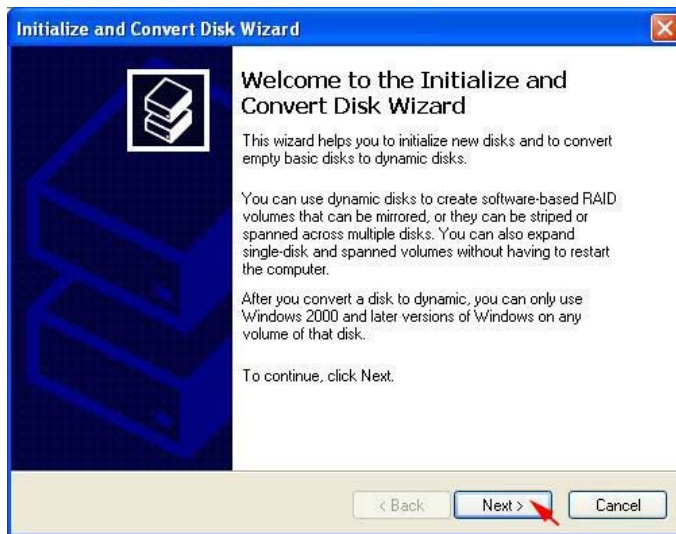 Initialize and Convert Disk Wizard
Welcome to the Initialize and
Convert Disk Wizard
This wizard helps you to initialize new disks and to convert
empty basic disks to dynamic disks.
You can use dynamic disks to create software-based RAID
volumes that can be mirrored, or they can be striped or
spanned across multiple disks. You can also expand
single-disk and spanned volumes without having to restart
the computer.
After you convert a disk to dynamic, you can only use
Windows 2000 and later versions of Windows on any
volume of that disk.
To continue, click Next.
< Back Next > Cancel